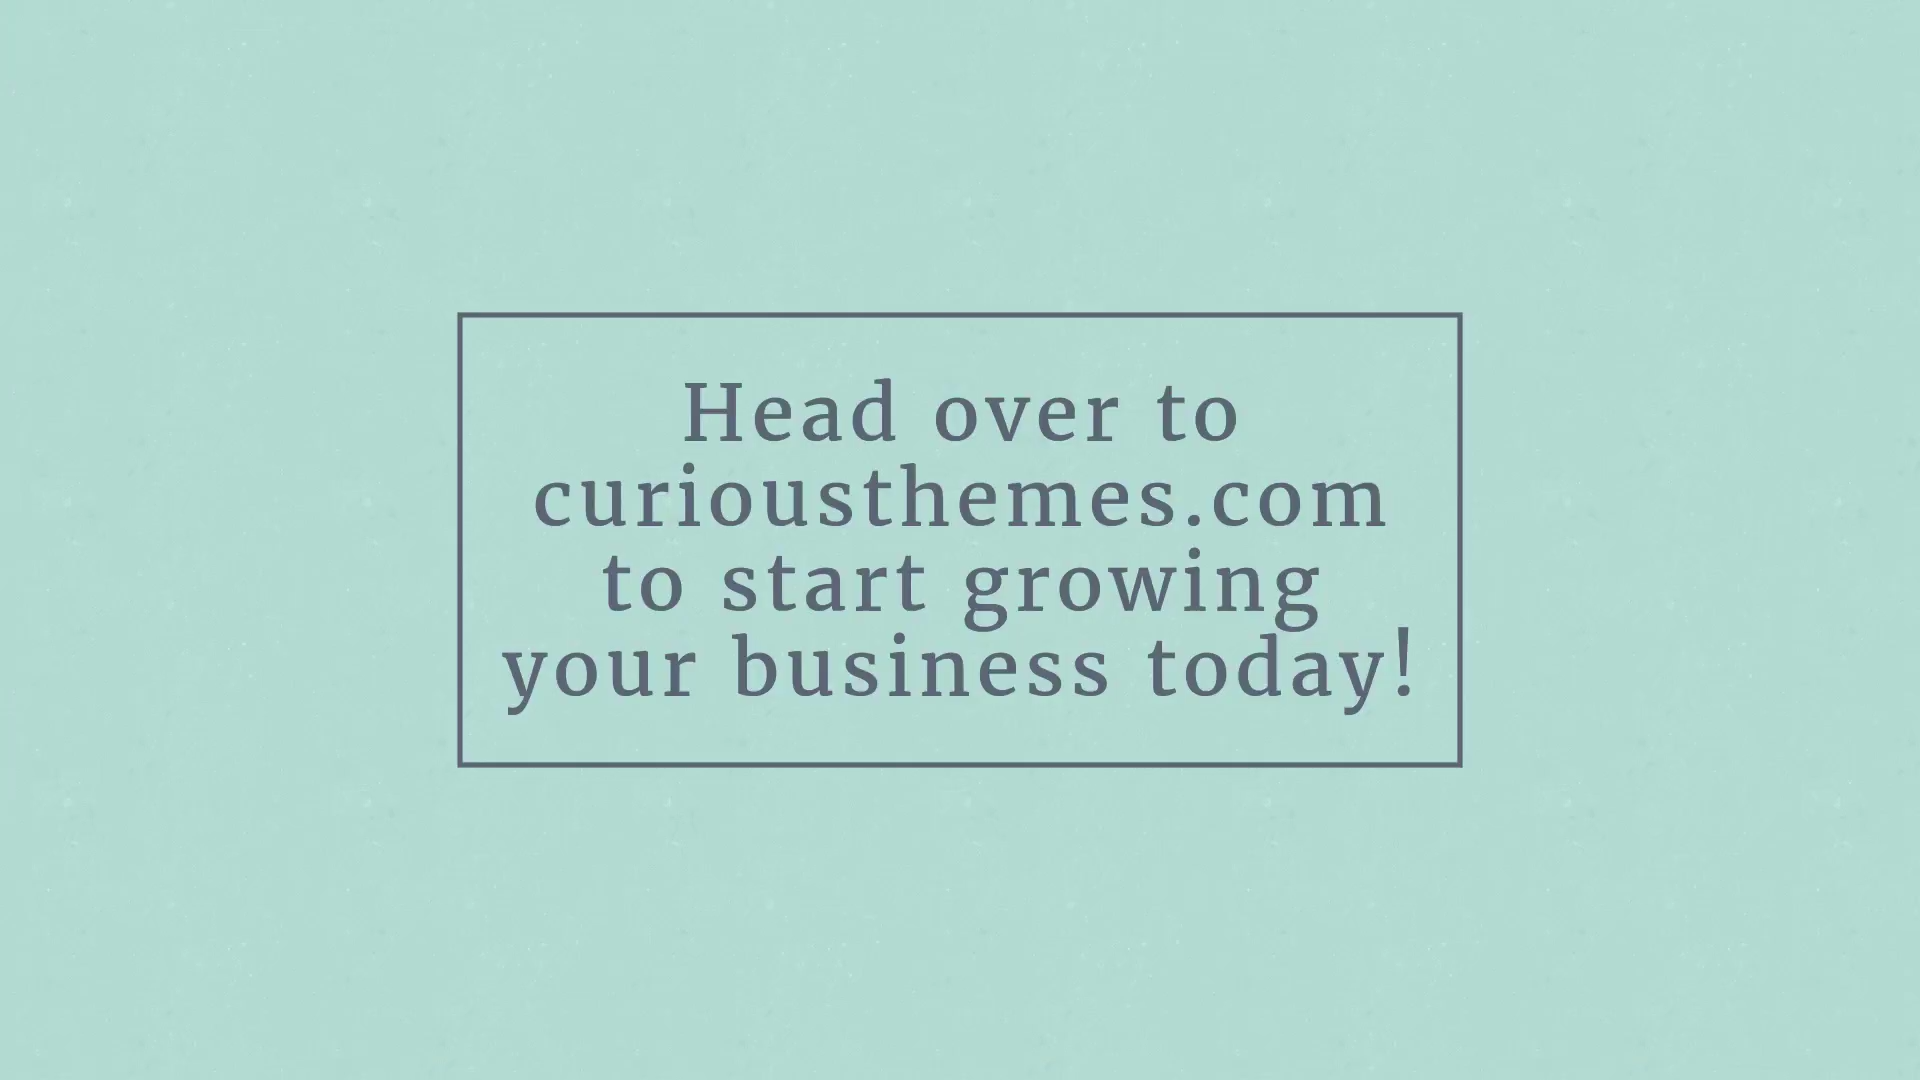 Head over to
curiousthemes.com
to start growing
your business today!